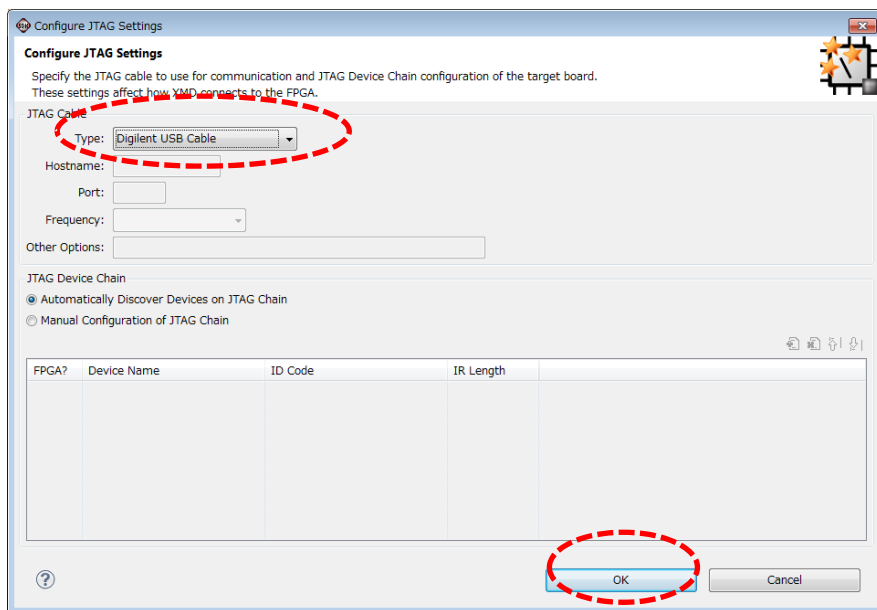 Configure JTAG Settings
Configure JTAG Settings
Specify the JTAG cable to use for communication and JTAG Device Chain configuration of the target board.
These settings affect how XMD connects to the FPGA.
JTAG Cable
Type: Digilent USB Cable
Hostname:
Port:
Frequency:
Other Options:
JTAG Device Chain
Automatically Discover Devices on JTAG Chain
Manual Configuration of JTAG Chain
FPGA? Device Name ID Code IR Length
? OK Cancel